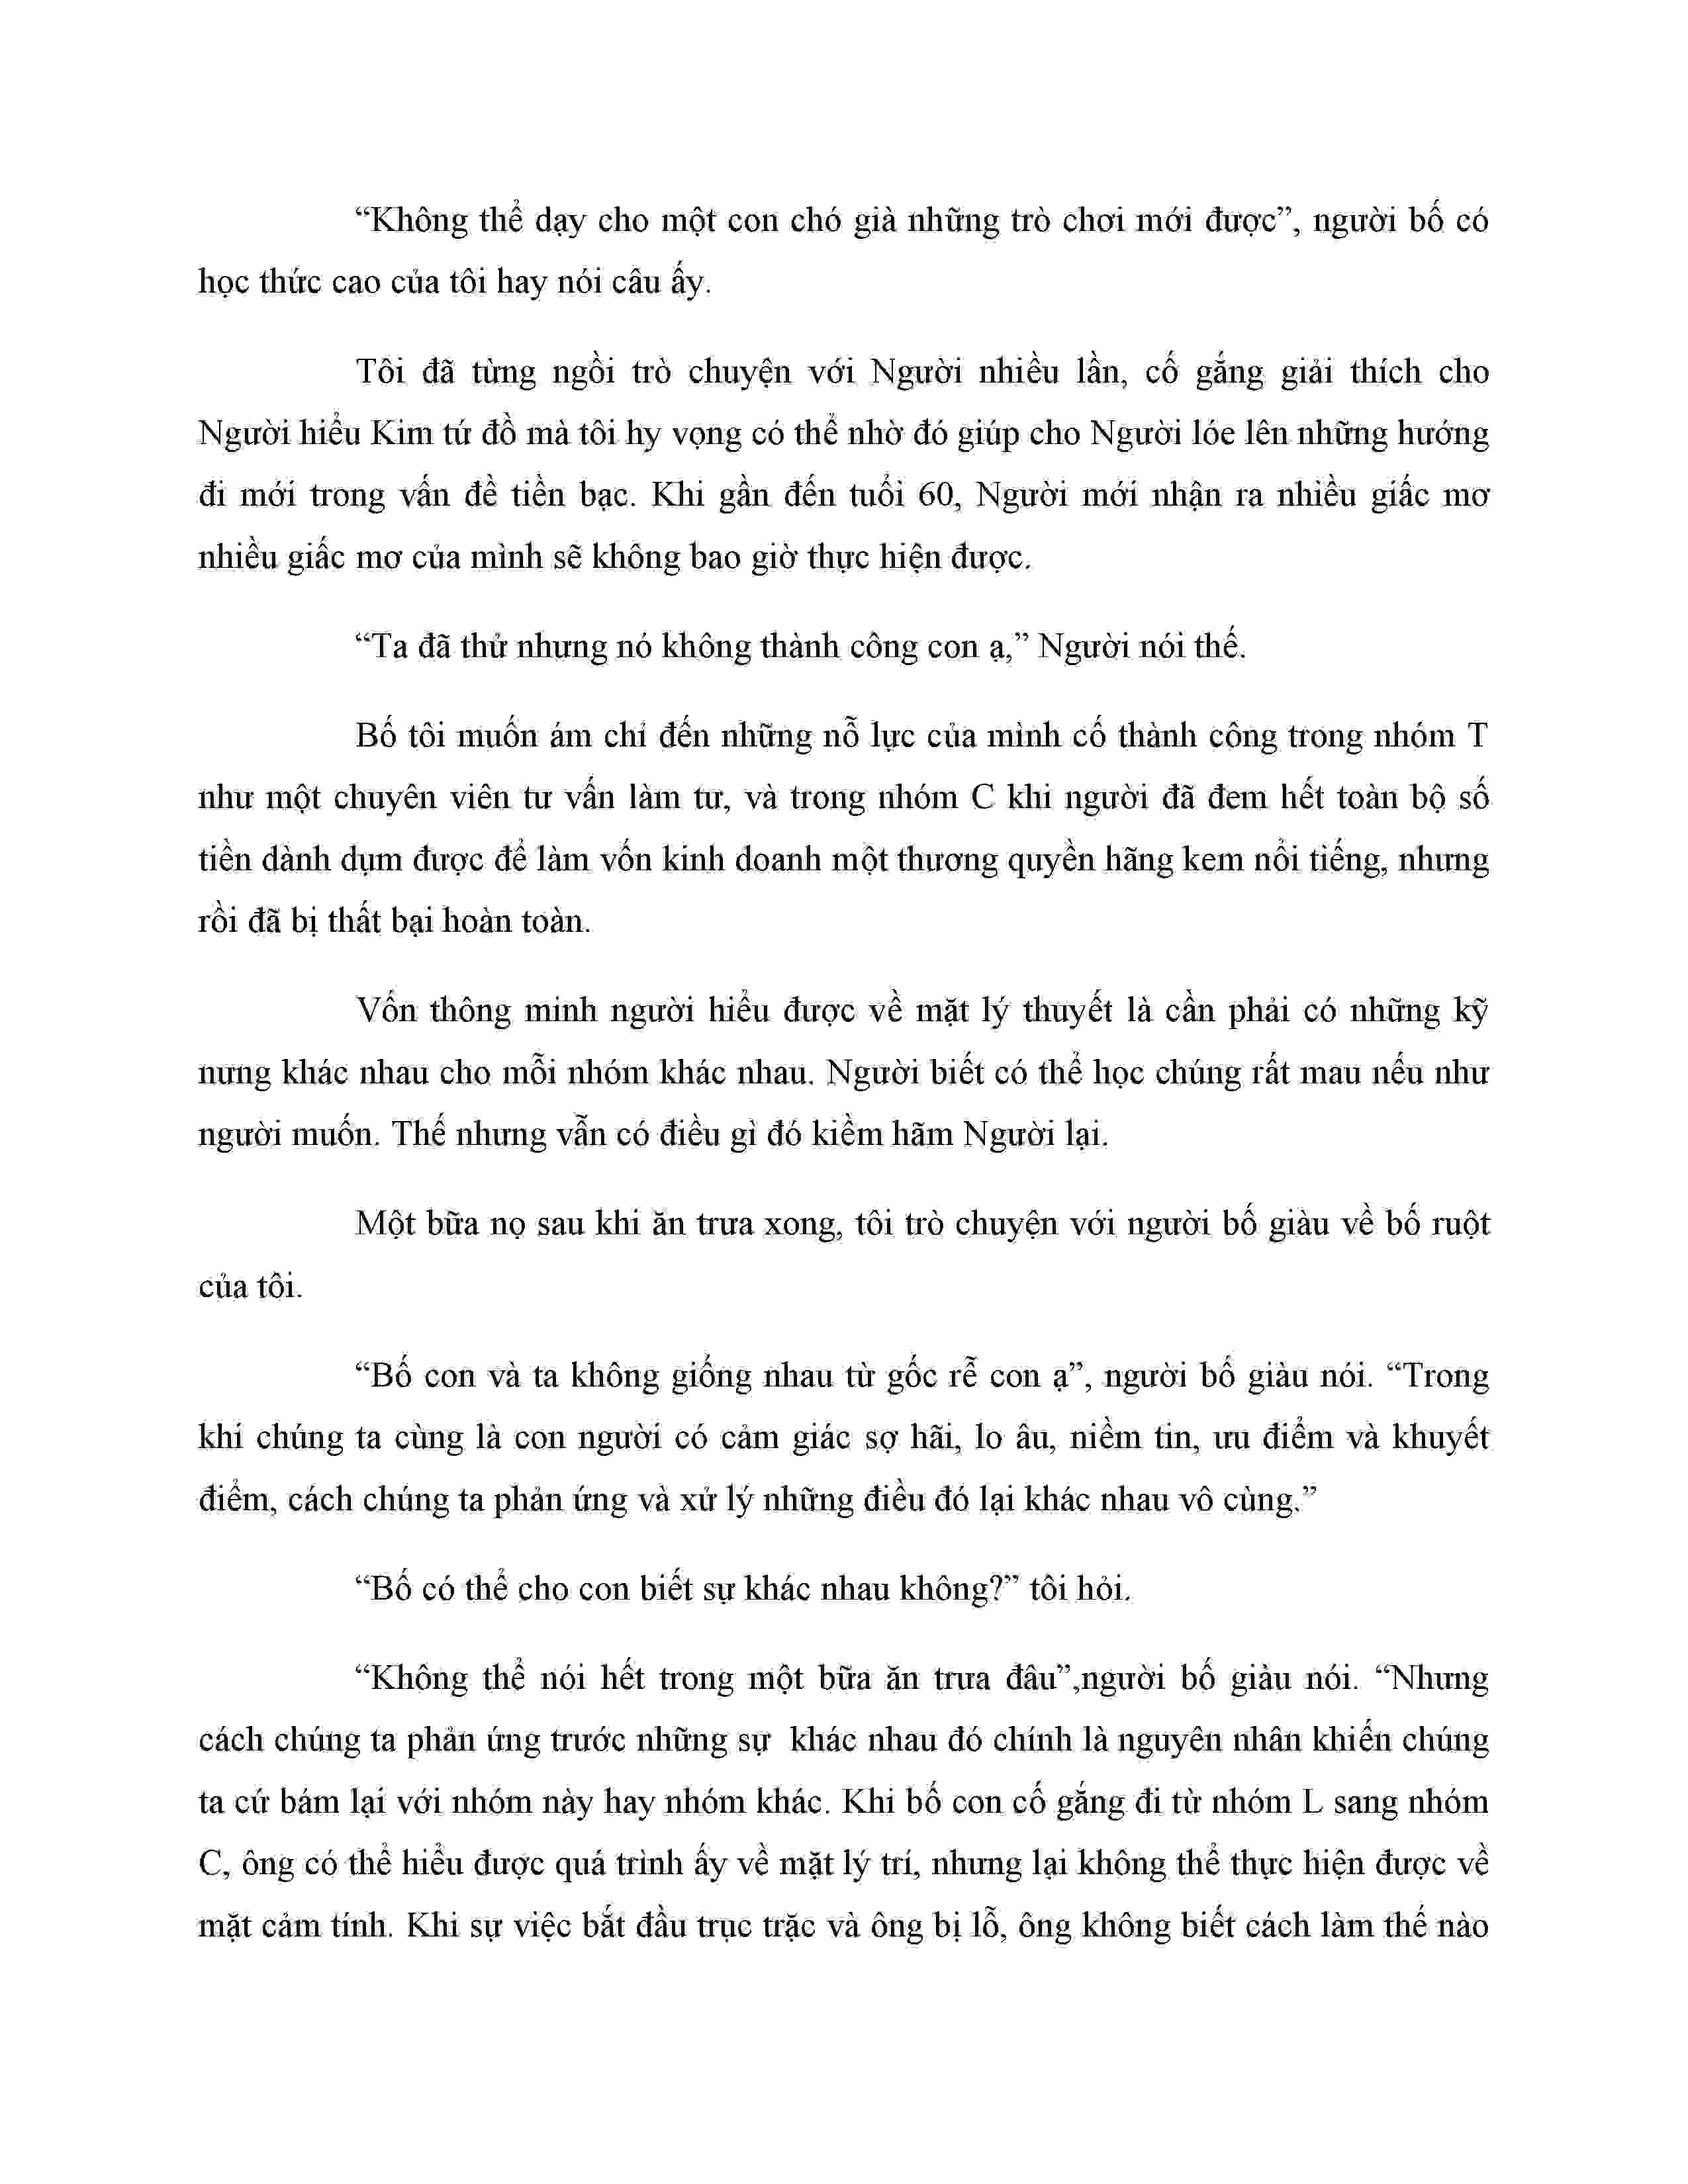 “Không thể dạy cho một con chó già những trò chơi mới được”, người bố có
học thức cao của tôi hay nói câu ấy.
Tôi đã từng ngồi trò chuyện với Người nhiều lần, cố gắng giải thích cho
Người hiểu Kim tứ đồ mà tôi hy vọng có thể nhờ đó giúp cho Người lóe lên những hướng
đi mới trong vấn đề tiền bạc. Khi gần đến tuổi 60, Người mới nhận ra nhiều giấc mơ
nhiều giấc mơ của mình sẽ không bao giờ thực hiện được.
“Ta đã thử nhưng nó không thành công con ạ,” Người nói thế.
Bố tôi muốn ám chỉ đến những nỗ lực của mình cố thành công trong nhóm T
như một chuyên viên tư vấn làm tư, và trong nhóm C khi người đã đem hết toàn bộ số
tiền dành dụm được để làm vốn kinh doanh một thương quyền hãng kem nổi tiếng, nhưng
rồi đã bị thất bại hoàn toàn.
Vốn thông minh người hiểu được về mặt lý thuyết là cần phải có những kỹ
nưng khác nhau cho mỗi nhóm khác nhau. Người biết có thể học chúng rất mau nếu như
người muốn. Thế nhưng vẫn có điều gì đó kiềm hãm Người lại.
Một bữa nọ sau khi ăn trưa xong, tôi trò chuyện với người bố giàu về bố ruột
của tôi.
“Bố con và ta không giống nhau từ gốc rễ con ạ”, người bố giàu nói. “Trong
khí chúng ta cùng là con người có cảm giác sợ hãi, lo âu, niềm tin, ưu điểm và khuyết
điểm, cách chúng ta phản ứng và xử lý những điều đó lại khác nhau vô cùng.”
“Bố có thể cho con biết sự khác nhau không?” tôi hỏi.
“Không thể nói hết trong một bữa ăn trưa đâu”,người bố giàu nói. “Nhưng
cách chúng ta phản ứng trước những sự  khác nhau đó chính là nguyên nhân khiến chúng
ta cứ bám lại với nhóm này hay nhóm khác. Khi bố con cố gắng đi từ nhóm L sang nhóm
C, ông có thể hiểu được quá trình ấy về mặt lý trí, nhưng lại không thể thực hiện được về
mặt cảm tính. Khi sự việc bắt đầu trục trặc và ông bị lỗ, ông không biết cách làm thế nào